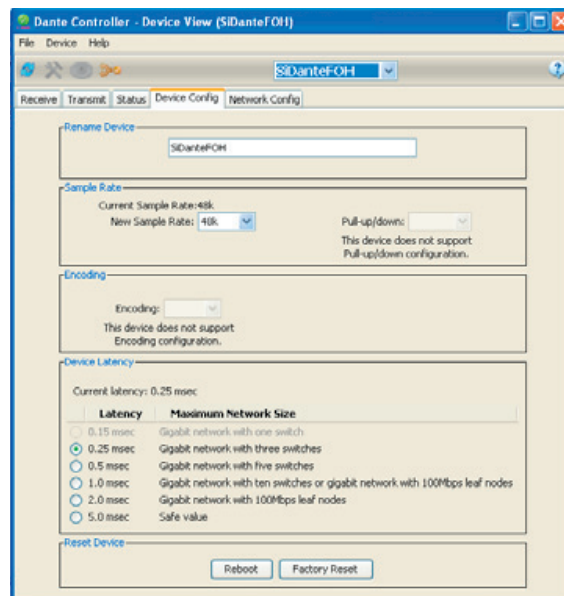 Dante Controller - Device View (SiDanteFOH)
File Device Help
SiDanteFOH
Receive Transmit Status Device Config Network Config
Rename Device
SiDanteFOH
Sample Rate
Current Sample Rate:48k
New Sample Rate: 48k Pull-up/down:
This device does not support
Pull-up/down configuration.
Encoding
Encoding:
This device does not support
Encoding configuration.
Device Latency
Current latency: 0.25 msec
Latency Maximum Network Size
0.15 msec Gigabit network with one switch
0.25 msec Gigabit network with three switches
0.5 msec Gigabit network with five switches
1.0 msec Gigabit network with ten switches or gigabit network with 100Mbps leaf nodes
2.0 msec Gigabit network with 100Mbps leaf nodes
5.0 msec Safe value
Reset Device
Reboot Factory Reset